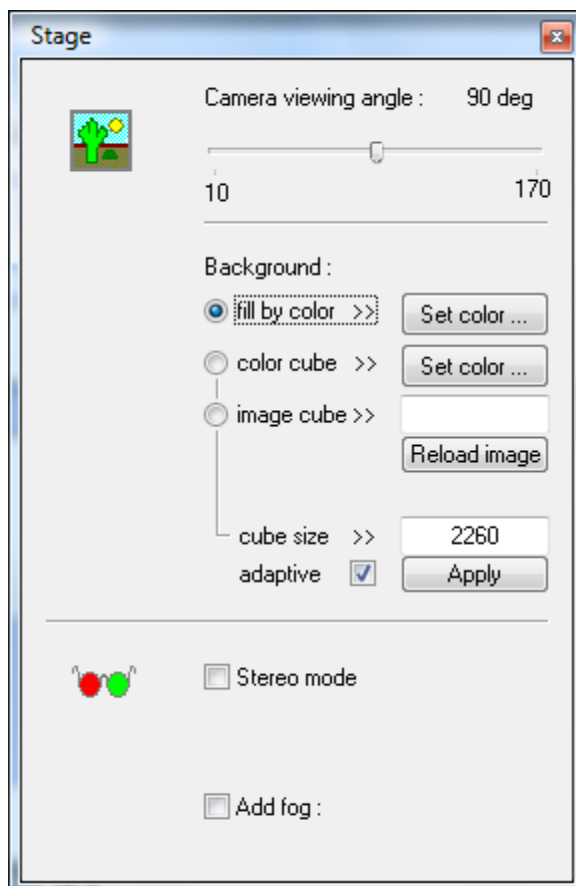 Stage
Camera viewing angle : 90 deg
10 170
Background :
fill by color >> Set color ...
color cube >> Set color ...
image cube >>
Reload image
cube size >> 2260
adaptive Apply
Stereo mode
Add fog :